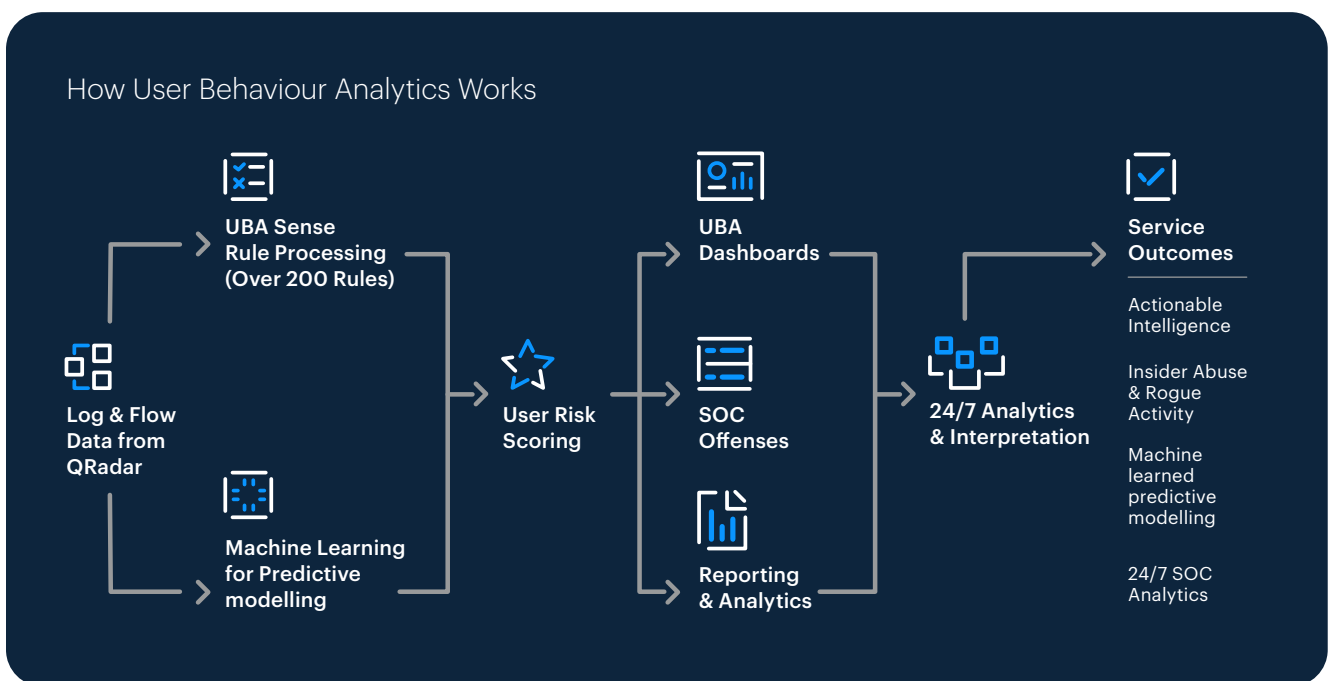 How User Behaviour Analytics Works
UBA Sense
Rule Processing
(Over 200 Rules)
Log & Flow
Data from
QRadar
Machine Learning
for Predictive
modelling
User Risk
Scoring
UBA
Dashboards
SOC
Offenses
Reporting
& Analytics
24/7 Analytics
& Interpretation
Service
Outcomes
Actionable
Intelligence
Insider Abuse
& Rogue
Activity
Machine
learned
predictive
modelling
24/7 SOC
Analytics